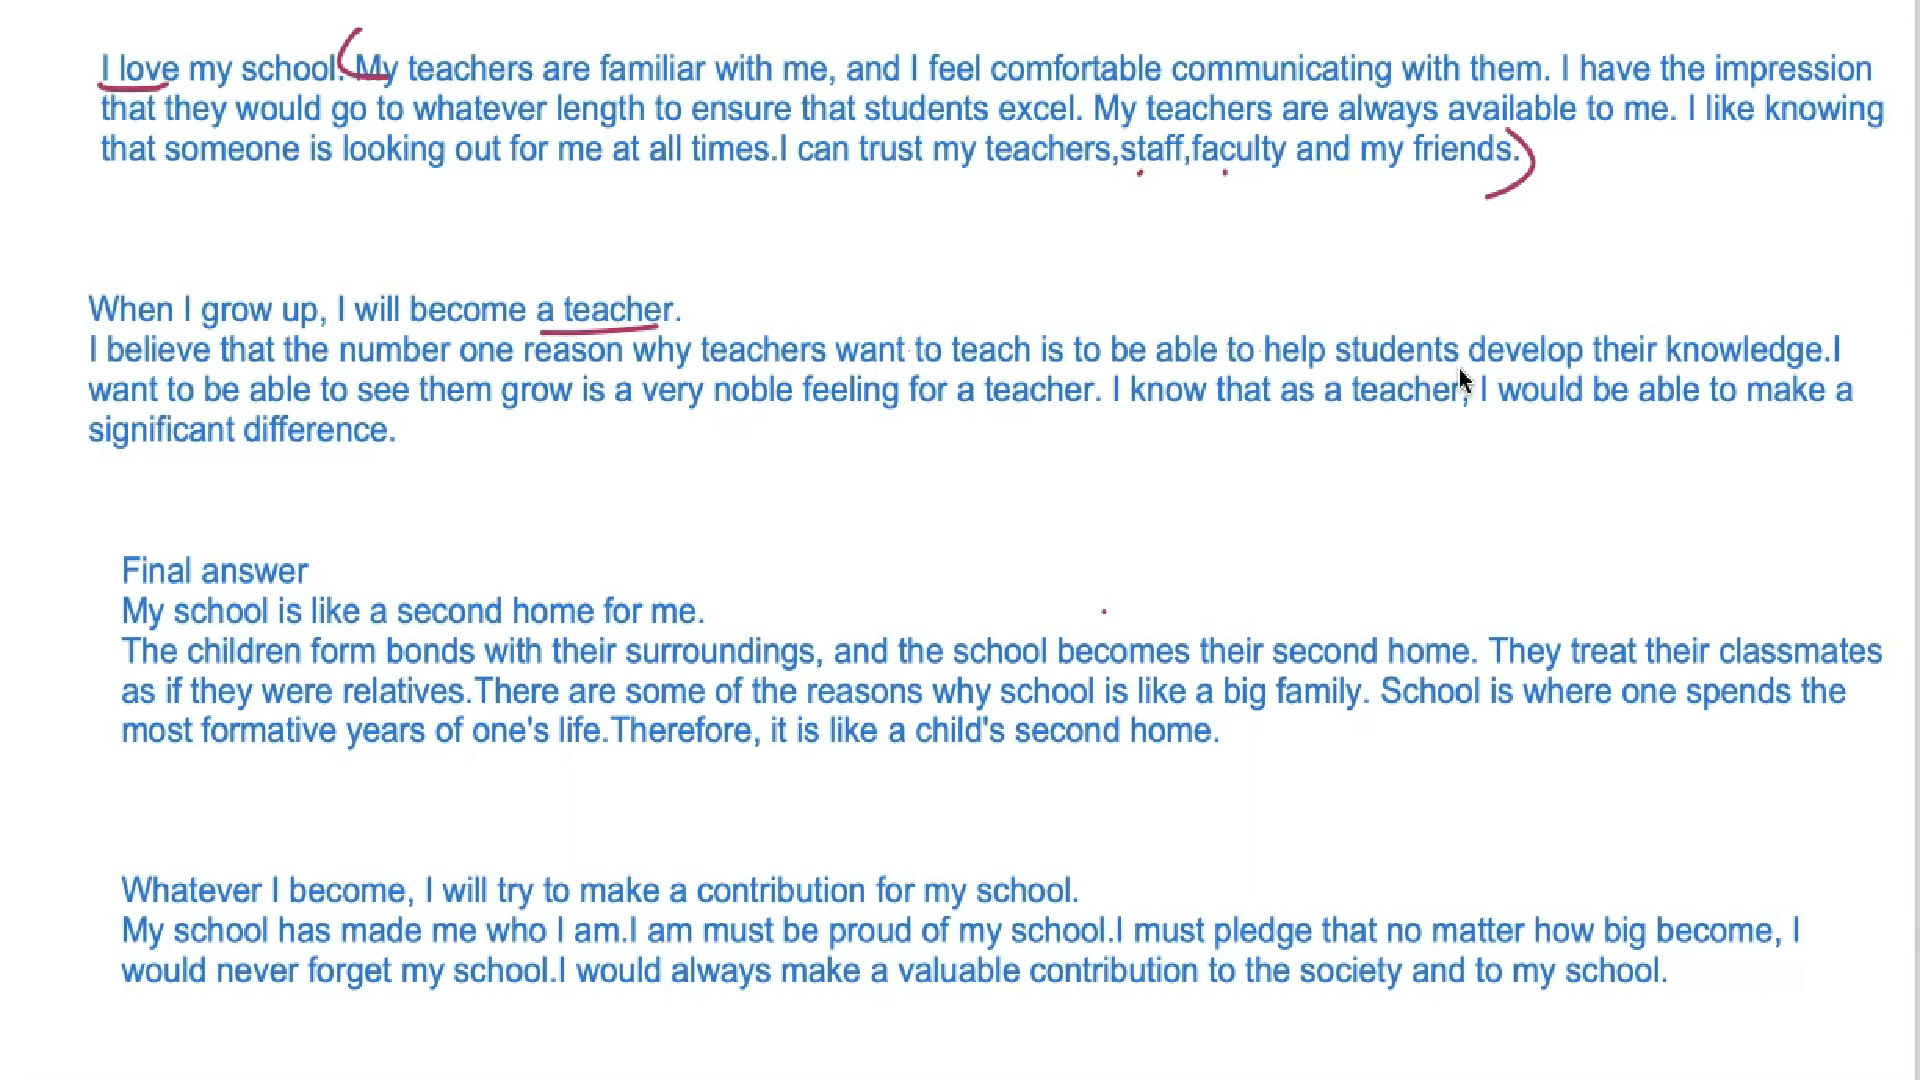 I love my school. My teachers are familiar with me, and I feel comfortable communicating with them. I have the impression
that they would go to whatever length to ensure that students excel. My teachers are always available to me. I like knowing
that someone is looking out for me at all times.I can trust my teachers,staff,faculty and my friends.
When I grow up, I will become a teacher.
I believe that the number one reason why teachers want to teach is to be able to help students develop their knowledge.I
want to be able to see them grow is a very noble feeling for a teacher. I know that as a teacher, I would be able to make a
significant difference.
Final answer
My school is like a second home for me.
The children form bonds with their surroundings, and the school becomes their second home. They treat their classmates
as if they were relatives.There are some of the reasons why school is like a big family. School is where one spends the
most formative years of one's life.Therefore, it is like a child's second home.
Whatever I become, I will try to make a contribution for my school.
My school has made me who I am.I am must be proud of my school.I must pledge that no matter how big become, I
would never forget my school.I would always make a valuable contribution to the society and to my school.